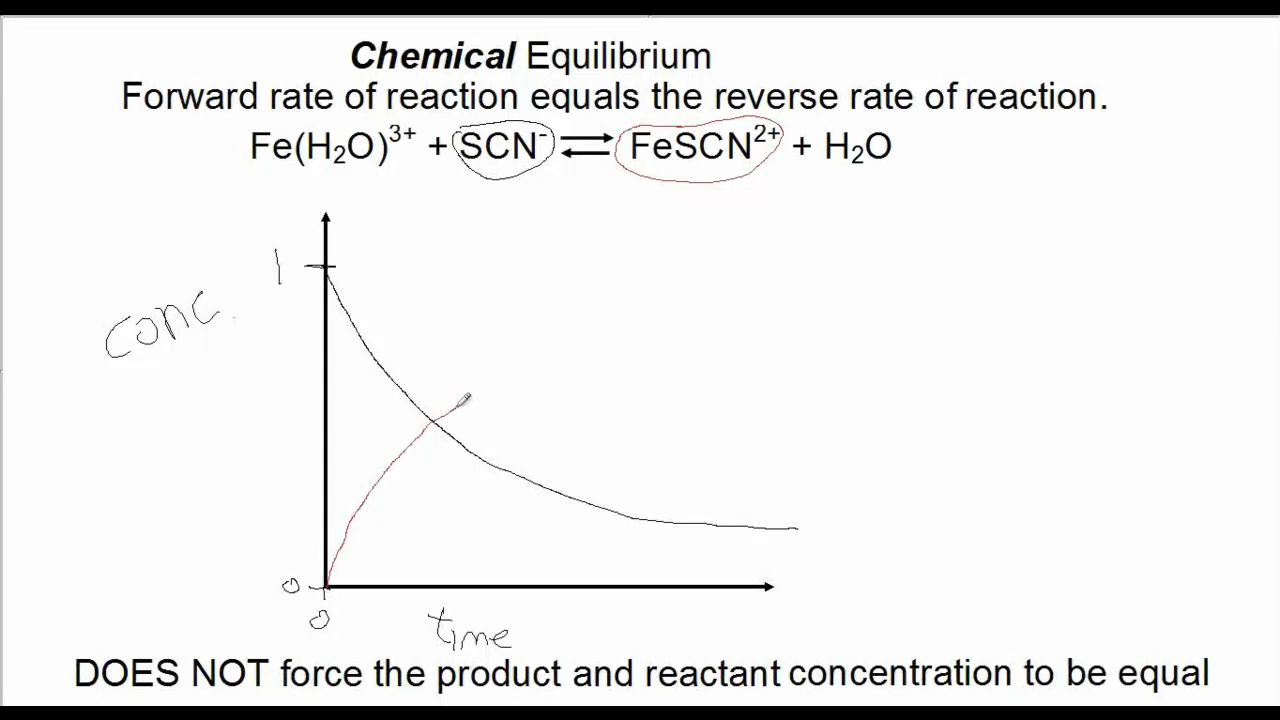 Chemical Equilibrium
Forward rate of reaction equals the reverse rate of reaction.
Fe(H₂O)³⁺ + SCN⁻ ⇌ FeSCN²⁺ + H₂O
1
conc.
0
0
time
DOES NOT force the product and reactant concentration to be equal